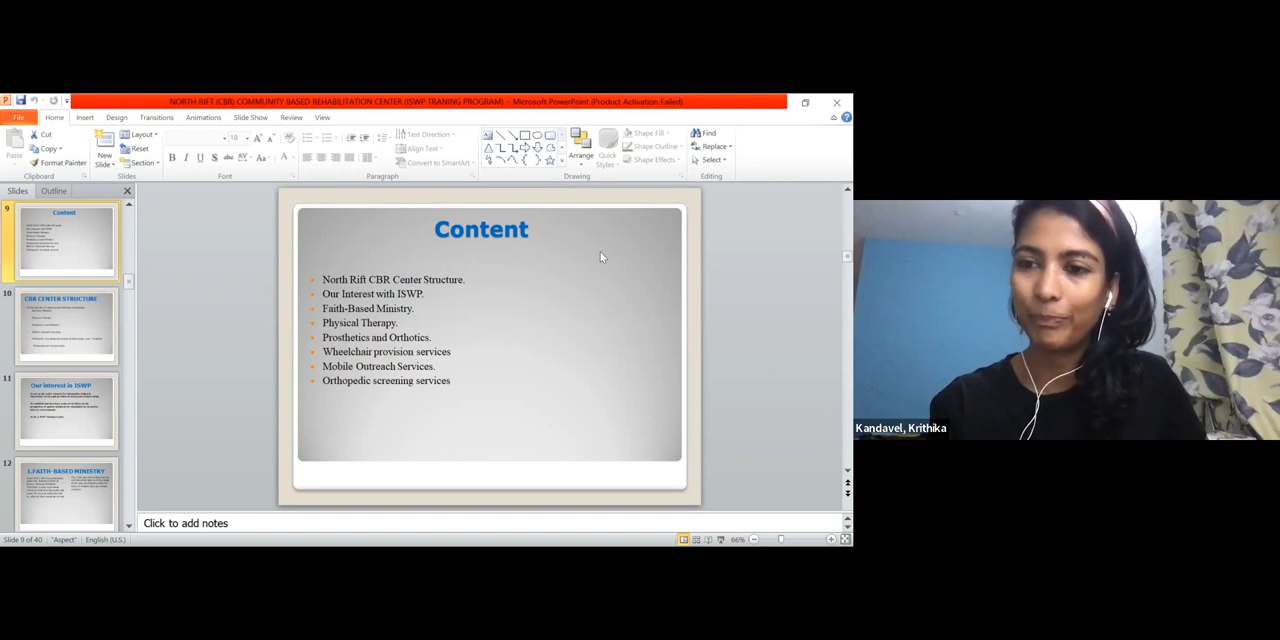 NORTH RIFT (CBR) COMMUNITY BASED REHABILITATION CENTER (ISWP TRANING PROGRAM) - Microsoft PowerPoint (Product Activation Failed)
File Home Insert Design Transitions Animations Slide Show Review View
Paste
Cut
Copy
Format Painter
Clipboard
New
Slide
Layout
Reset
Section
Slides
18
Font
Paragraph
Text Direction
Align Text
Convert to SmartArt
Arrange
Quick
Styles
Shape Fill
Shape Outline
Shape Effects
Drawing
Find
Replace
Select
Editing
Slides Outline
9
Content
10
CBR CENTER STRUCTURE
11
Our interest in ISWP
12
1.FAITH-BASED MINISTRY
Content
North Rift CBR Center Structure.
Our Interest with ISWP.
Faith-Based Ministry.
Physical Therapy.
Prosthetics and Orthotics.
Wheelchair provision services
Mobile Outreach Services.
Orthopedic screening services
Click to add notes
Slide 9 of 40 "Aspect" English (U.S.) 66%
Kandavel, Krithika